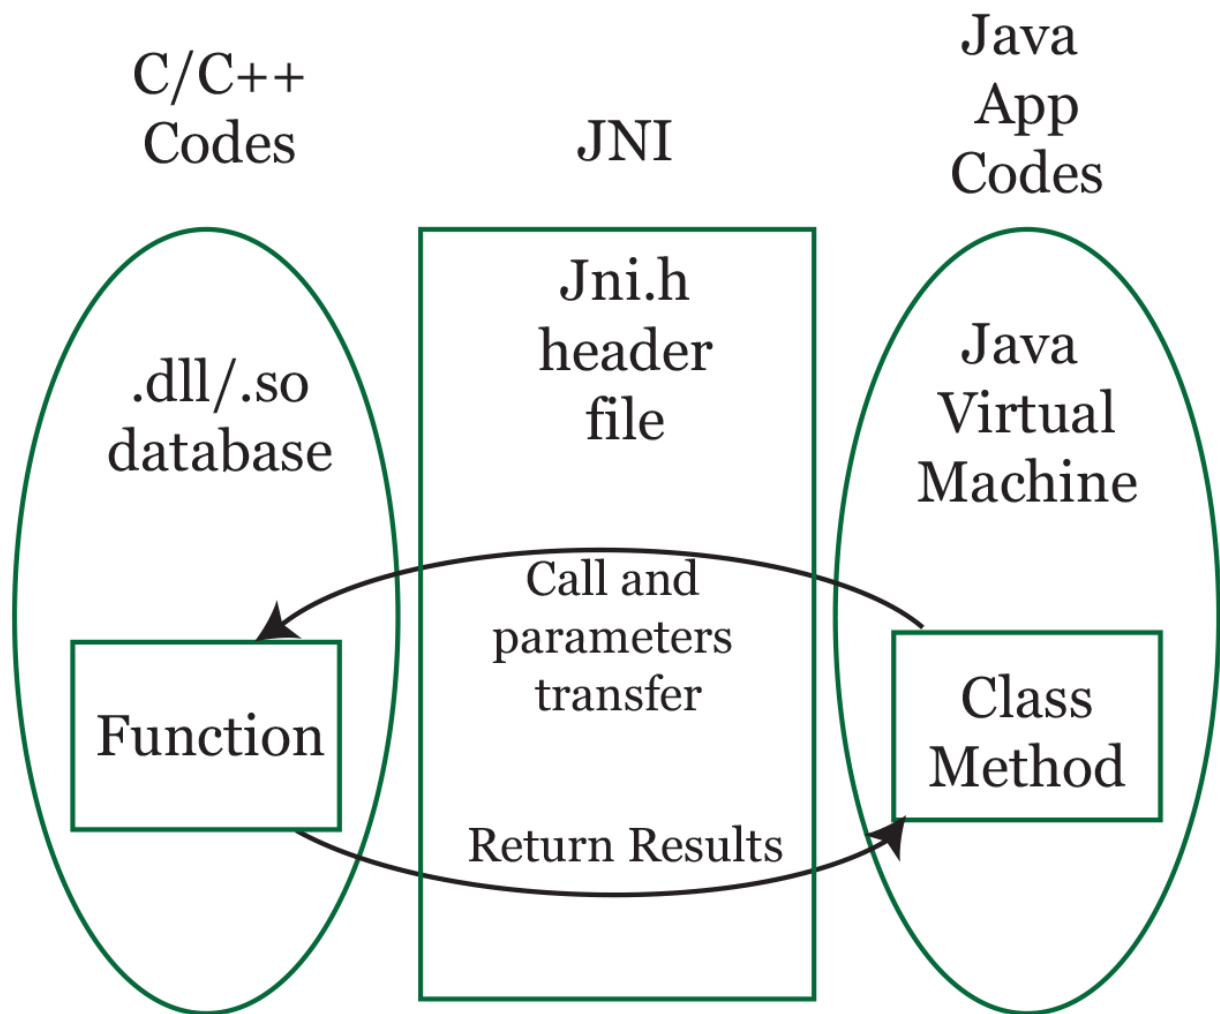 C/C++
Codes
JNI
Java
App
Codes
.dll/.so
database
Jni.h
header
file
Java
Virtual
Machine
Call and
parameters
transfer
Function
Class
Method
Return Results